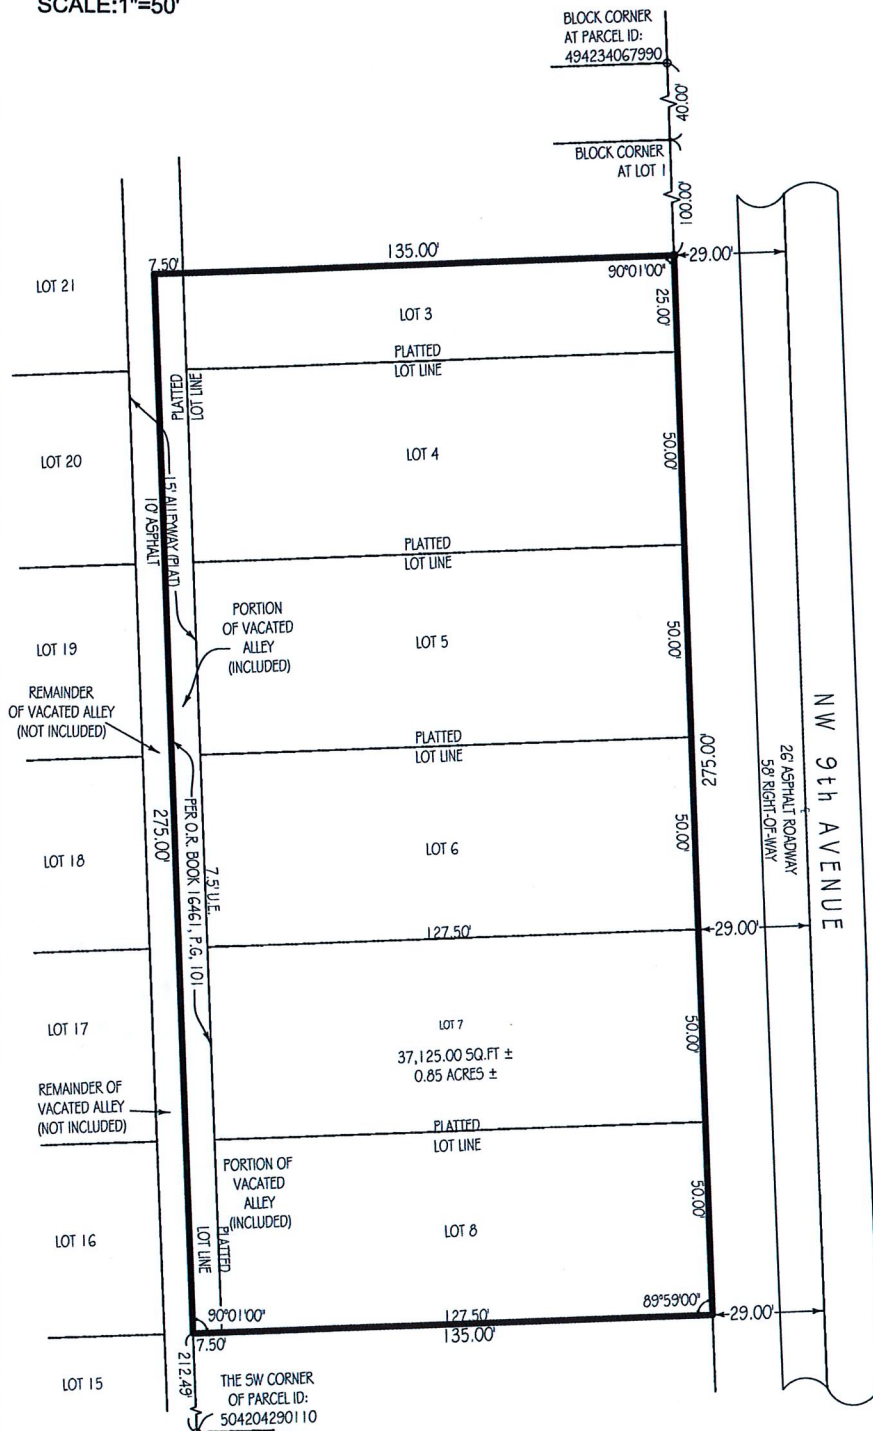 SCALE:1"=50'
BLOCK CORNER
AT PARCEL ID:
494234067990
40.00'
BLOCK CORNER
AT LOT 1
100.00'
135.00'
7.50'
90°01'00"
29.00'
25.00'
LOT 21
LOT 3
PLATTED
LOT LINE
PLATTED
LOT LINE
LOT 20
LOT 4
50.00'
15' ALLEYWAY (PLAT)
10' ASPHALT
PLATTED
LOT LINE
PORTION
OF VACATED
ALLEY
(INCLUDED)
LOT 19
LOT 5
50.00'
REMAINDER
OF VACATED ALLEY
(NOT INCLUDED)
PLATTED
LOT LINE
275.00'
NW 9th AVENUE
26' ASPHALT ROADWAY
58' RIGHT-OF-WAY
275.00'
PER O.R. BOOK 16461, P.G, 101
7.5' U.E.
LOT 18
LOT 6
50.00'
127.50'
29.00'
LOT 17
LOT 7
37,125.00 SQ.FT ±
0.85 ACRES ±
50.00'
REMAINDER OF
VACATED ALLEY
(NOT INCLUDED)
PLATTED
LOT LINE
PORTION OF
VACATED
ALLEY
(INCLUDED)
LOT 16
LOT 8
50.00'
PLATTED
LOT LINE
90°01'00"
127.50'
89°59'00"
29.00'
7.50'
135.00'
212.49'
LOT 15
THE SW CORNER
OF PARCEL ID:
504204290110